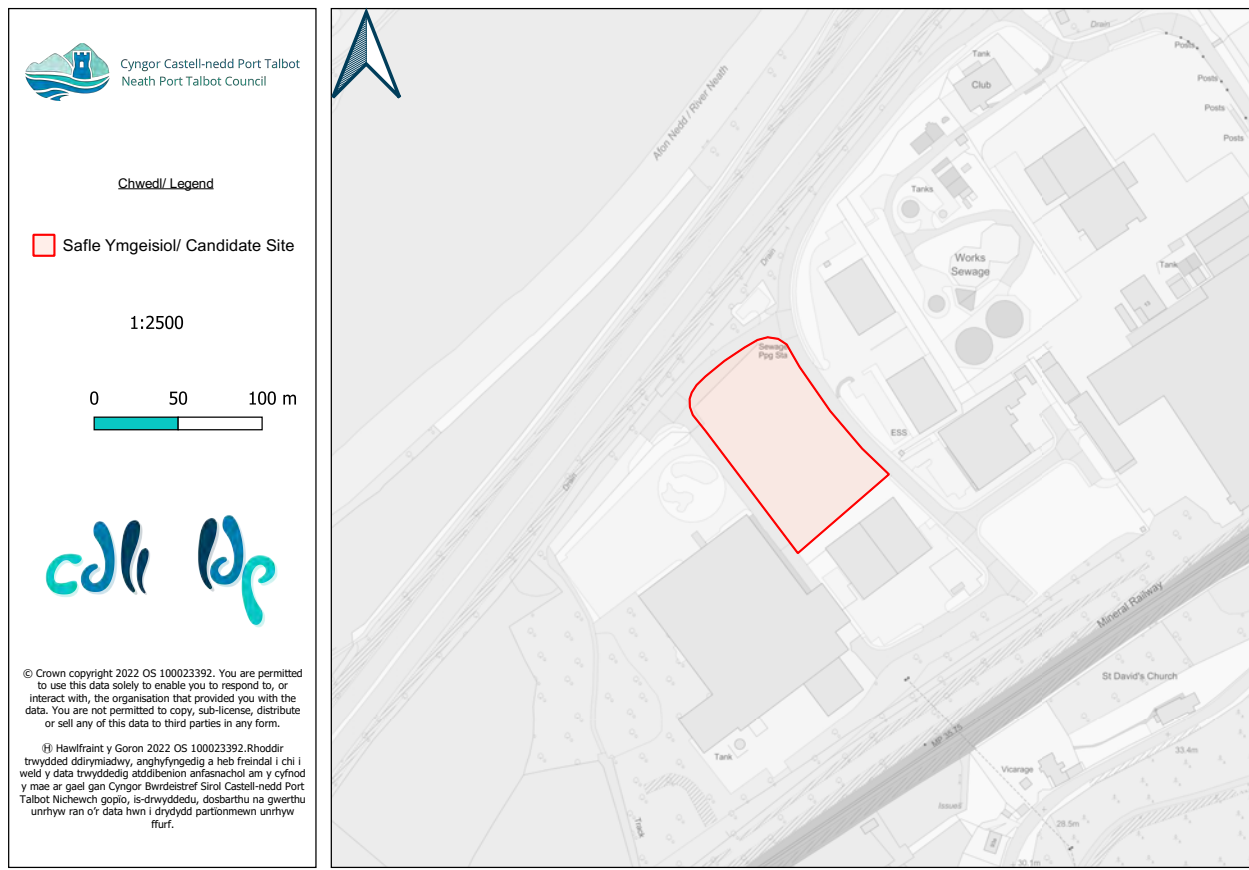 Cyngor Castell-nedd Port Talbot
Neath Port Talbot Council
Chwedl/ Legend
Safle Ymgeisiol/ Candidate Site
1:2500
0 50 100 m
cdll ldp
© Crown copyright 2022 OS 100023392. You are permitted
to use this data solely to enable you to respond to, or
interact with, the organisation that provided you with the
data. You are not permitted to copy, sub-license, distribute
or sell any of this data to third parties in any form.
Ⓗ Hawlfraint y Goron 2022 OS 100023392.Rhoddir
trwydded ddirymiadwy, anghyfyngedig a heb freindal i chi i
weld y data trwyddedig atddibenion anfasnachol am y cyfnod
y mae ar gael gan Cyngor Bwrdeistref Sirol Castell-nedd Port
Talbot Nichewch gopïo, is-drwyddedu, dosbarthu na gwerthu
unrhyw ran o'r data hwn i drydydd partïonmewn unrhyw
ffurf.
Drain
Posts
Tank
Club
Posts
Posts
Posts
Afon Nedd / River Neath
Tanks
Drain
Works
Sewage
Tank
Sewage
Ppg Sta
ESS
Drain
Mineral Railway
St David's Church
MP 36.75
33.4m
Tank
Vicarage
Issues
28.5m
Track
30.1m